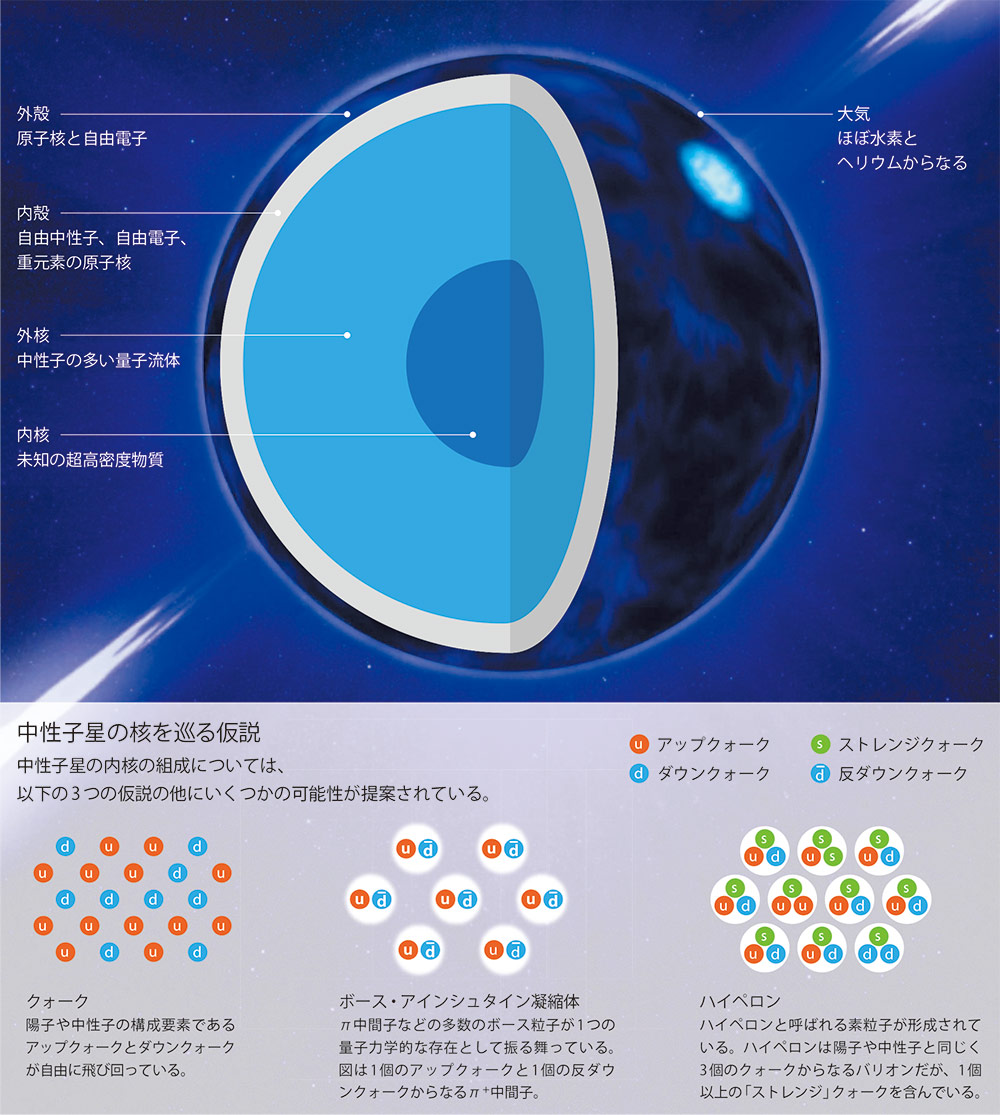 外殻
原子核と自由電子
内殻
自由中性子、自由電子、
重元素の原子核
外核
中性子の多い量子流体
内核
未知の超高密度物質
大気
ほぼ水素と
ヘリウムからなる
中性子星の核を巡る仮説
中性子星の内核の組成については、
以下の3つの仮説の他にいくつかの可能性が提案されている。
u アップクォーク
s ストレンジクォーク
d ダウンクォーク
d̅ 反ダウンクォーク
d u u d
u u u d u
d d d d
u u u u u
u d u d
クォーク
陽子や中性子の構成要素である
アップクォークとダウンクォーク
が自由に飛び回っている。
u d̅ u d̅
u d̅ u d̅ u d̅
u d̅ u d̅
ボース・アインシュタイン凝縮体
π中間子などの多数のボース粒子が1つの
量子力学的な存在として振る舞っている。
図は1個のアップクォークと1個の反ダウ
ンクォークからなるπ⁺中間子。
s s s
u d u s u d
s s s s
u d u u u d u d
s s s
u d u d d d
ハイペロン
ハイペロンと呼ばれる素粒子が形成されて
いる。ハイペロンは陽子や中性子と同じく
3個のクォークからなるバリオンだが、1個
以上の「ストレンジ」クォークを含んでいる。